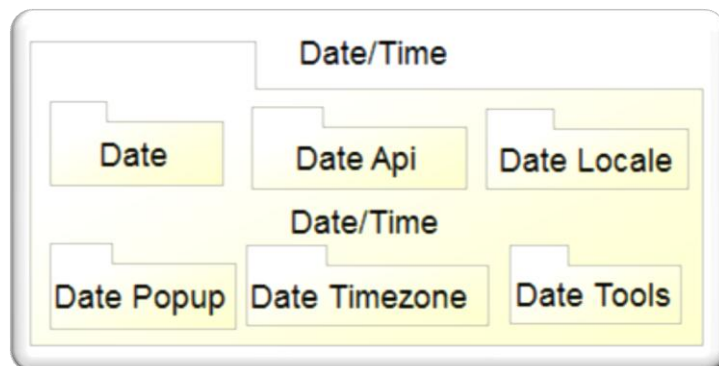 Date/Time
Date
Date Api
Date Locale
Date/Time
Date Popup
Date Timezone
Date Tools